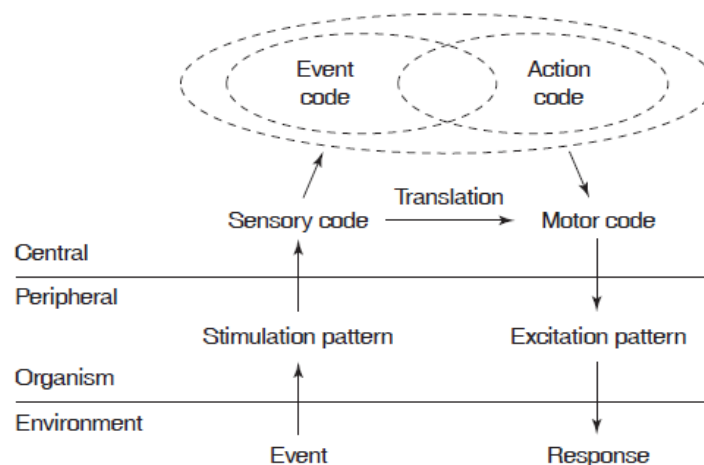 Event Action
code code
Translation
Sensory code Motor code
Central
Peripheral
Stimulation pattern Excitation pattern
Organism
Environment
Event Response